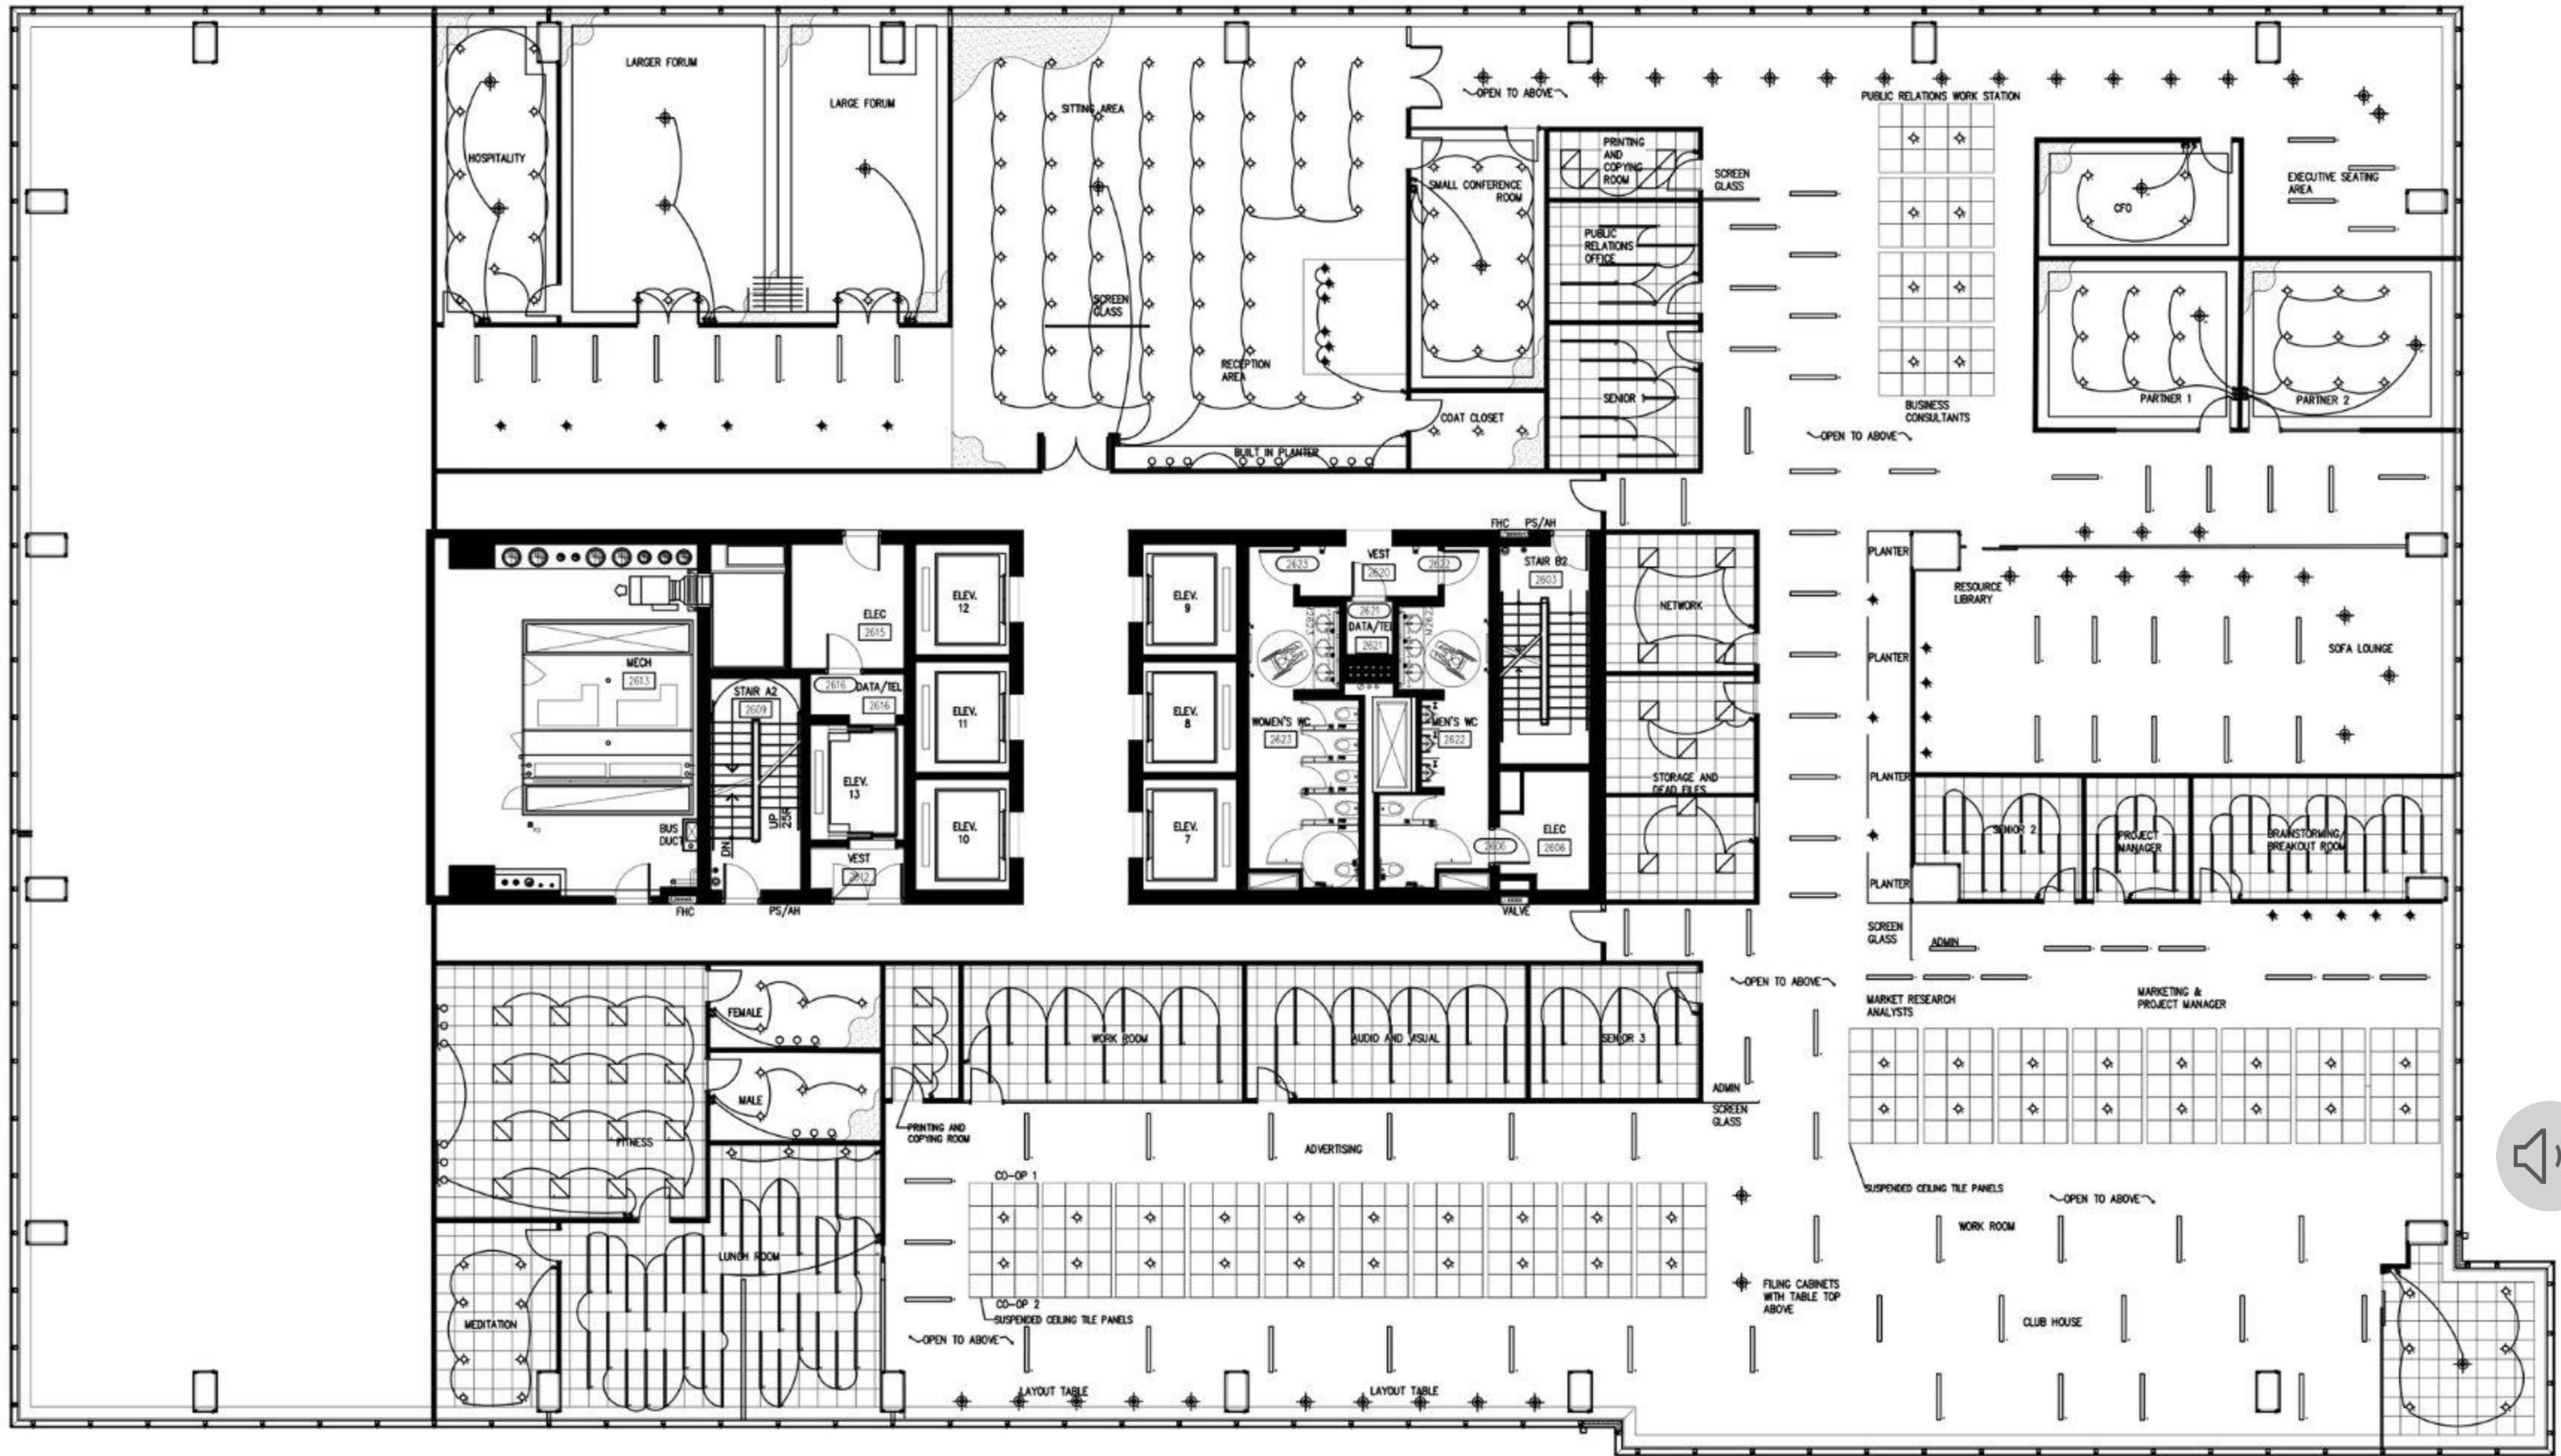 LARGER FORUM
LARGE FORUM
HOSPITALITY
SITTING AREA
SCREEN
GLASS
RECEPTION
AREA
BUILT IN PLANTER
OPEN TO ABOVE
SMALL CONFERENCE
ROOM
COAT CLOSET
PRINTING
AND
COPYING
ROOM
SCREEN
GLASS
PUBLIC
RELATIONS
OFFICE
SENIOR 1
PUBLIC RELATIONS WORK STATION
BUSINESS
CONSULTANTS
OPEN TO ABOVE
CFO
EXECUTIVE SEATING
AREA
PARTNER 1
PARTNER 2
MECH
2613
BUS
DUCT
FHC
STAIR A2
2609
UP
DN
PS/AH
ELEC
2615
2616
DATA/TEL
2616
ELEV.
13
VEST
2612
ELEV.
12
ELEV.
11
ELEV.
10
ELEV.
9
ELEV.
8
ELEV.
7
2623
VEST
2620
2622
2621
DATA/TEL
2621
WOMEN'S WC
2623
MEN'S WC
2622
FHC
PS/AH
STAIR B2
2603
ELEC
2606
2606
VALVE
NETWORK
STORAGE AND
DEAD FILES
PLANTER
PLANTER
PLANTER
PLANTER
RESOURCE
LIBRARY
SOFA LOUNGE
SENIOR 2
PROJECT
MANAGER
BRAINSTORMING/
BREAKOUT ROOM
SCREEN
GLASS
ADMIN
OPEN TO ABOVE
MARKET RESEARCH
ANALYSTS
MARKETING &
PROJECT MANAGER
FEMALE
MALE
FITNESS
PRINTING AND
COPYING ROOM
WORK ROOM
AUDIO AND VISUAL
SENIOR 3
ADMIN
SCREEN
GLASS
ADVERTISING
CO-OP 1
CO-OP 2
SUSPENDED CEILING TILE PANELS
OPEN TO ABOVE
LUNCH ROOM
MEDITATION
LAYOUT TABLE
LAYOUT TABLE
FILING CABINETS
WITH TABLE TOP
ABOVE
SUSPENDED CEILING TILE PANELS
OPEN TO ABOVE
WORK ROOM
CLUB HOUSE